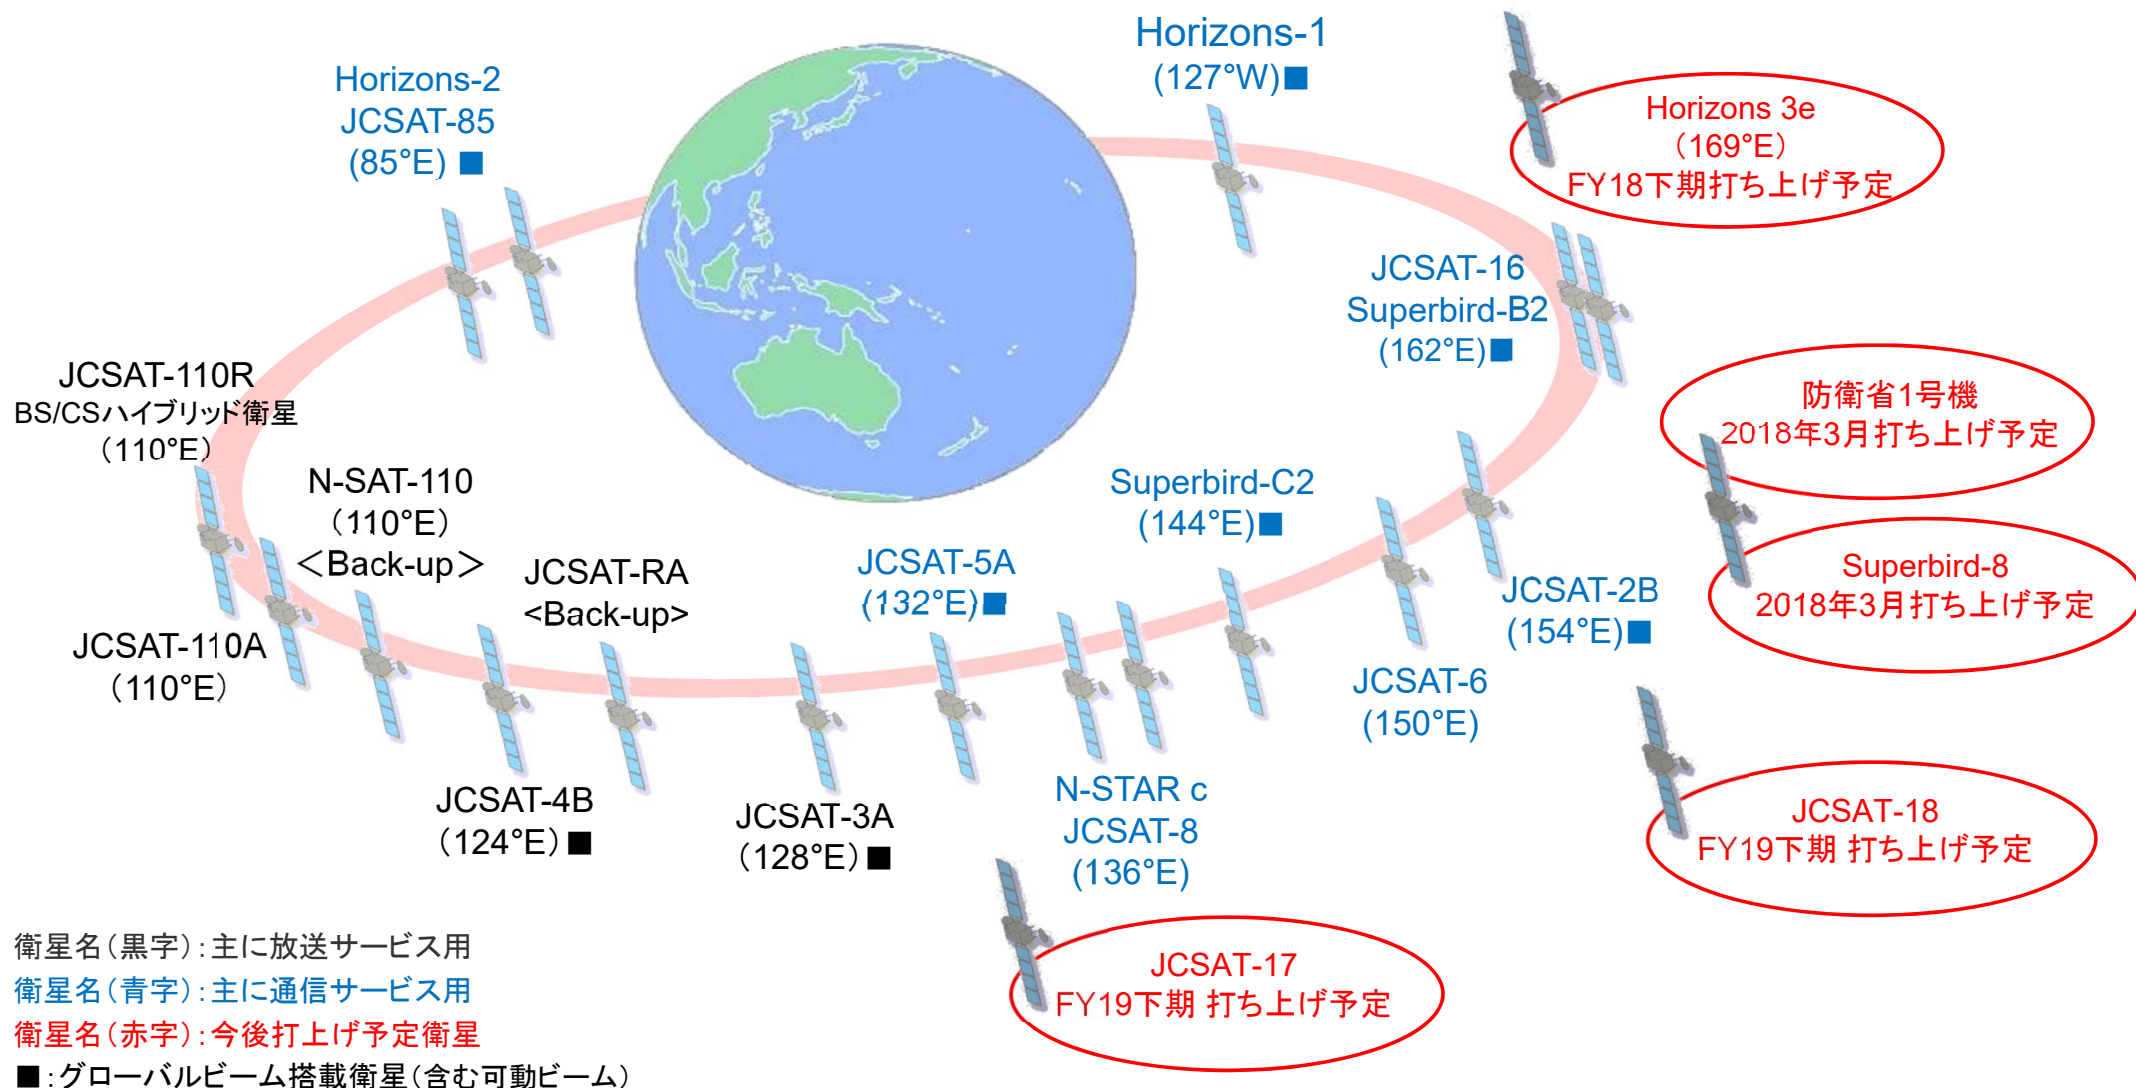 Horizons-1
(127°W)■
Horizons-2
JCSAT-85
(85°E) ■
Horizons 3e
(169°E)
FY18下期打ち上げ予定
JCSAT-16
Superbird-B2
(162°E)■
JCSAT-110R
BS/CSハイブリッド衛星
(110°E)
防衛省1号機
2018年3月打ち上げ予定
N-SAT-110
(110°E)
＜Back-up＞
Superbird-C2
(144°E)■
JCSAT-RA
<Back-up>
JCSAT-5A
(132°E)■
Superbird-8
2018年3月打ち上げ予定
JCSAT-2B
(154°E)■
JCSAT-110A
(110°E)
JCSAT-6
(150°E)
JCSAT-4B
(124°E)■
JCSAT-3A
(128°E)■
N-STAR c
JCSAT-8
(136°E)
JCSAT-18
FY19下期 打ち上げ予定
JCSAT-17
FY19下期 打ち上げ予定
衛星名(黒字):主に放送サービス用
衛星名(青字):主に通信サービス用
衛星名(赤字):今後打上げ予定衛星
■:グローバルビーム搭載衛星(含む可動ビーム)